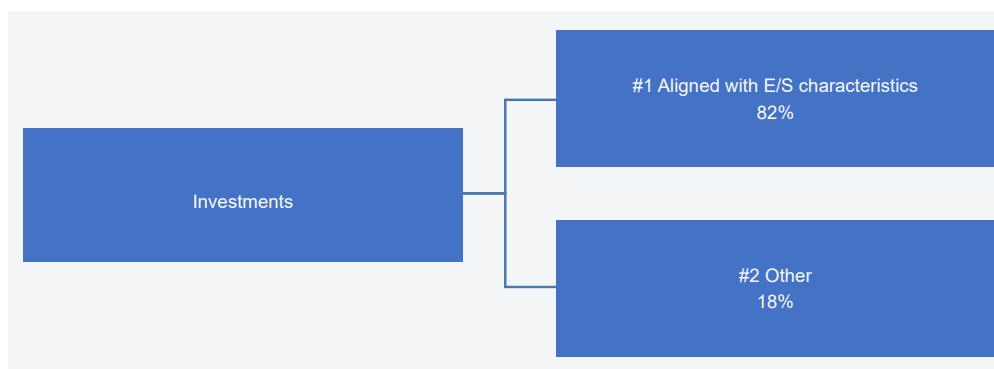 Investments
#1 Aligned with E/S characteristics
82%
#2 Other
18%